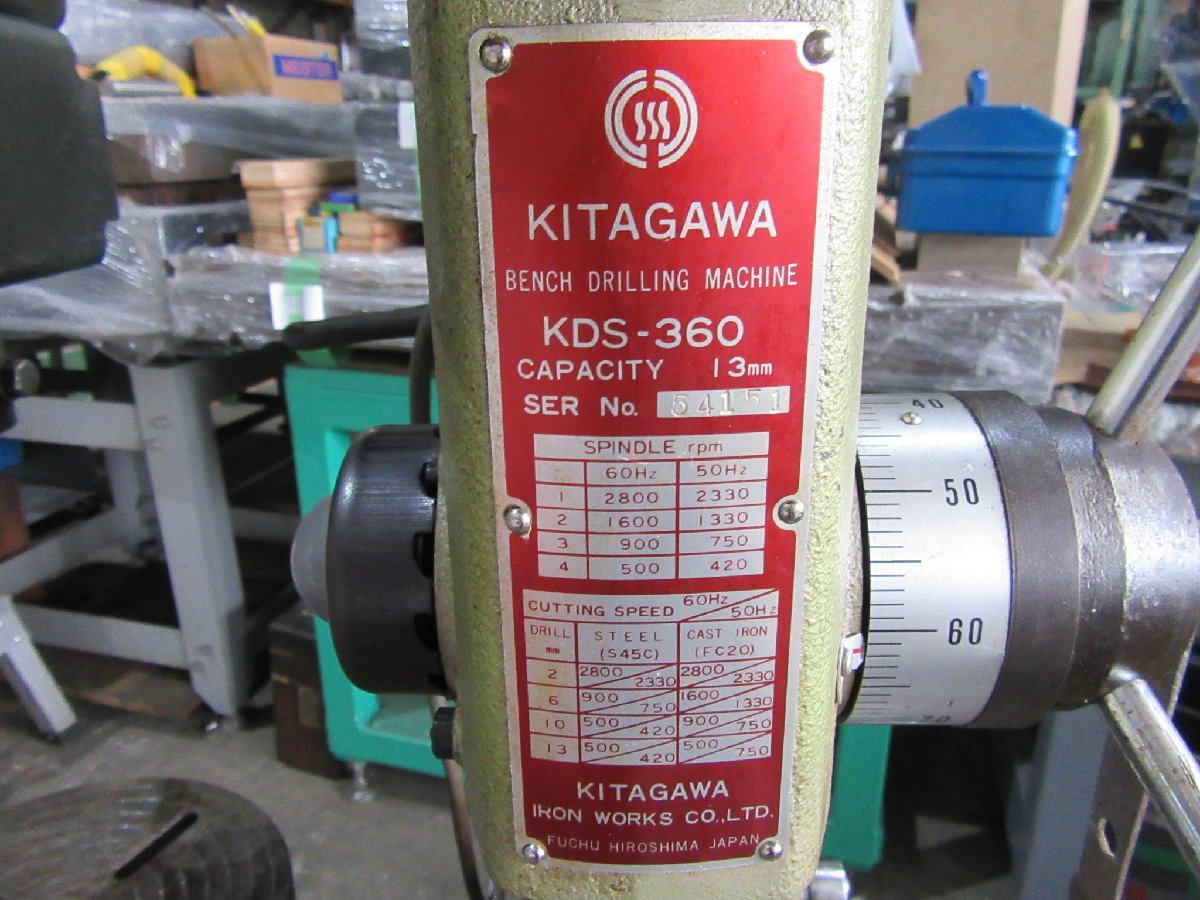 KITAGAWA
BENCH DRILLING MACHINE
KDS-360
CAPACITY 13mm
SER No. 54151
SPINDLE rpm
60Hz 50Hz
1 2800 2330
2 1600 1330
3 900 750
4 500 420
CUTTING SPEED 60Hz 50Hz
DRILL mm STEEL (S45C) CAST IRON (FC20)
2 2800 2330 2800 2330
6 900 750 1600 1330
10 500 420 900 750
13 500 420 500 750
KITAGAWA
IRON WORKS CO.,LTD.
FUCHU HIROSHIMA JAPAN
40
50
60
MEISTER